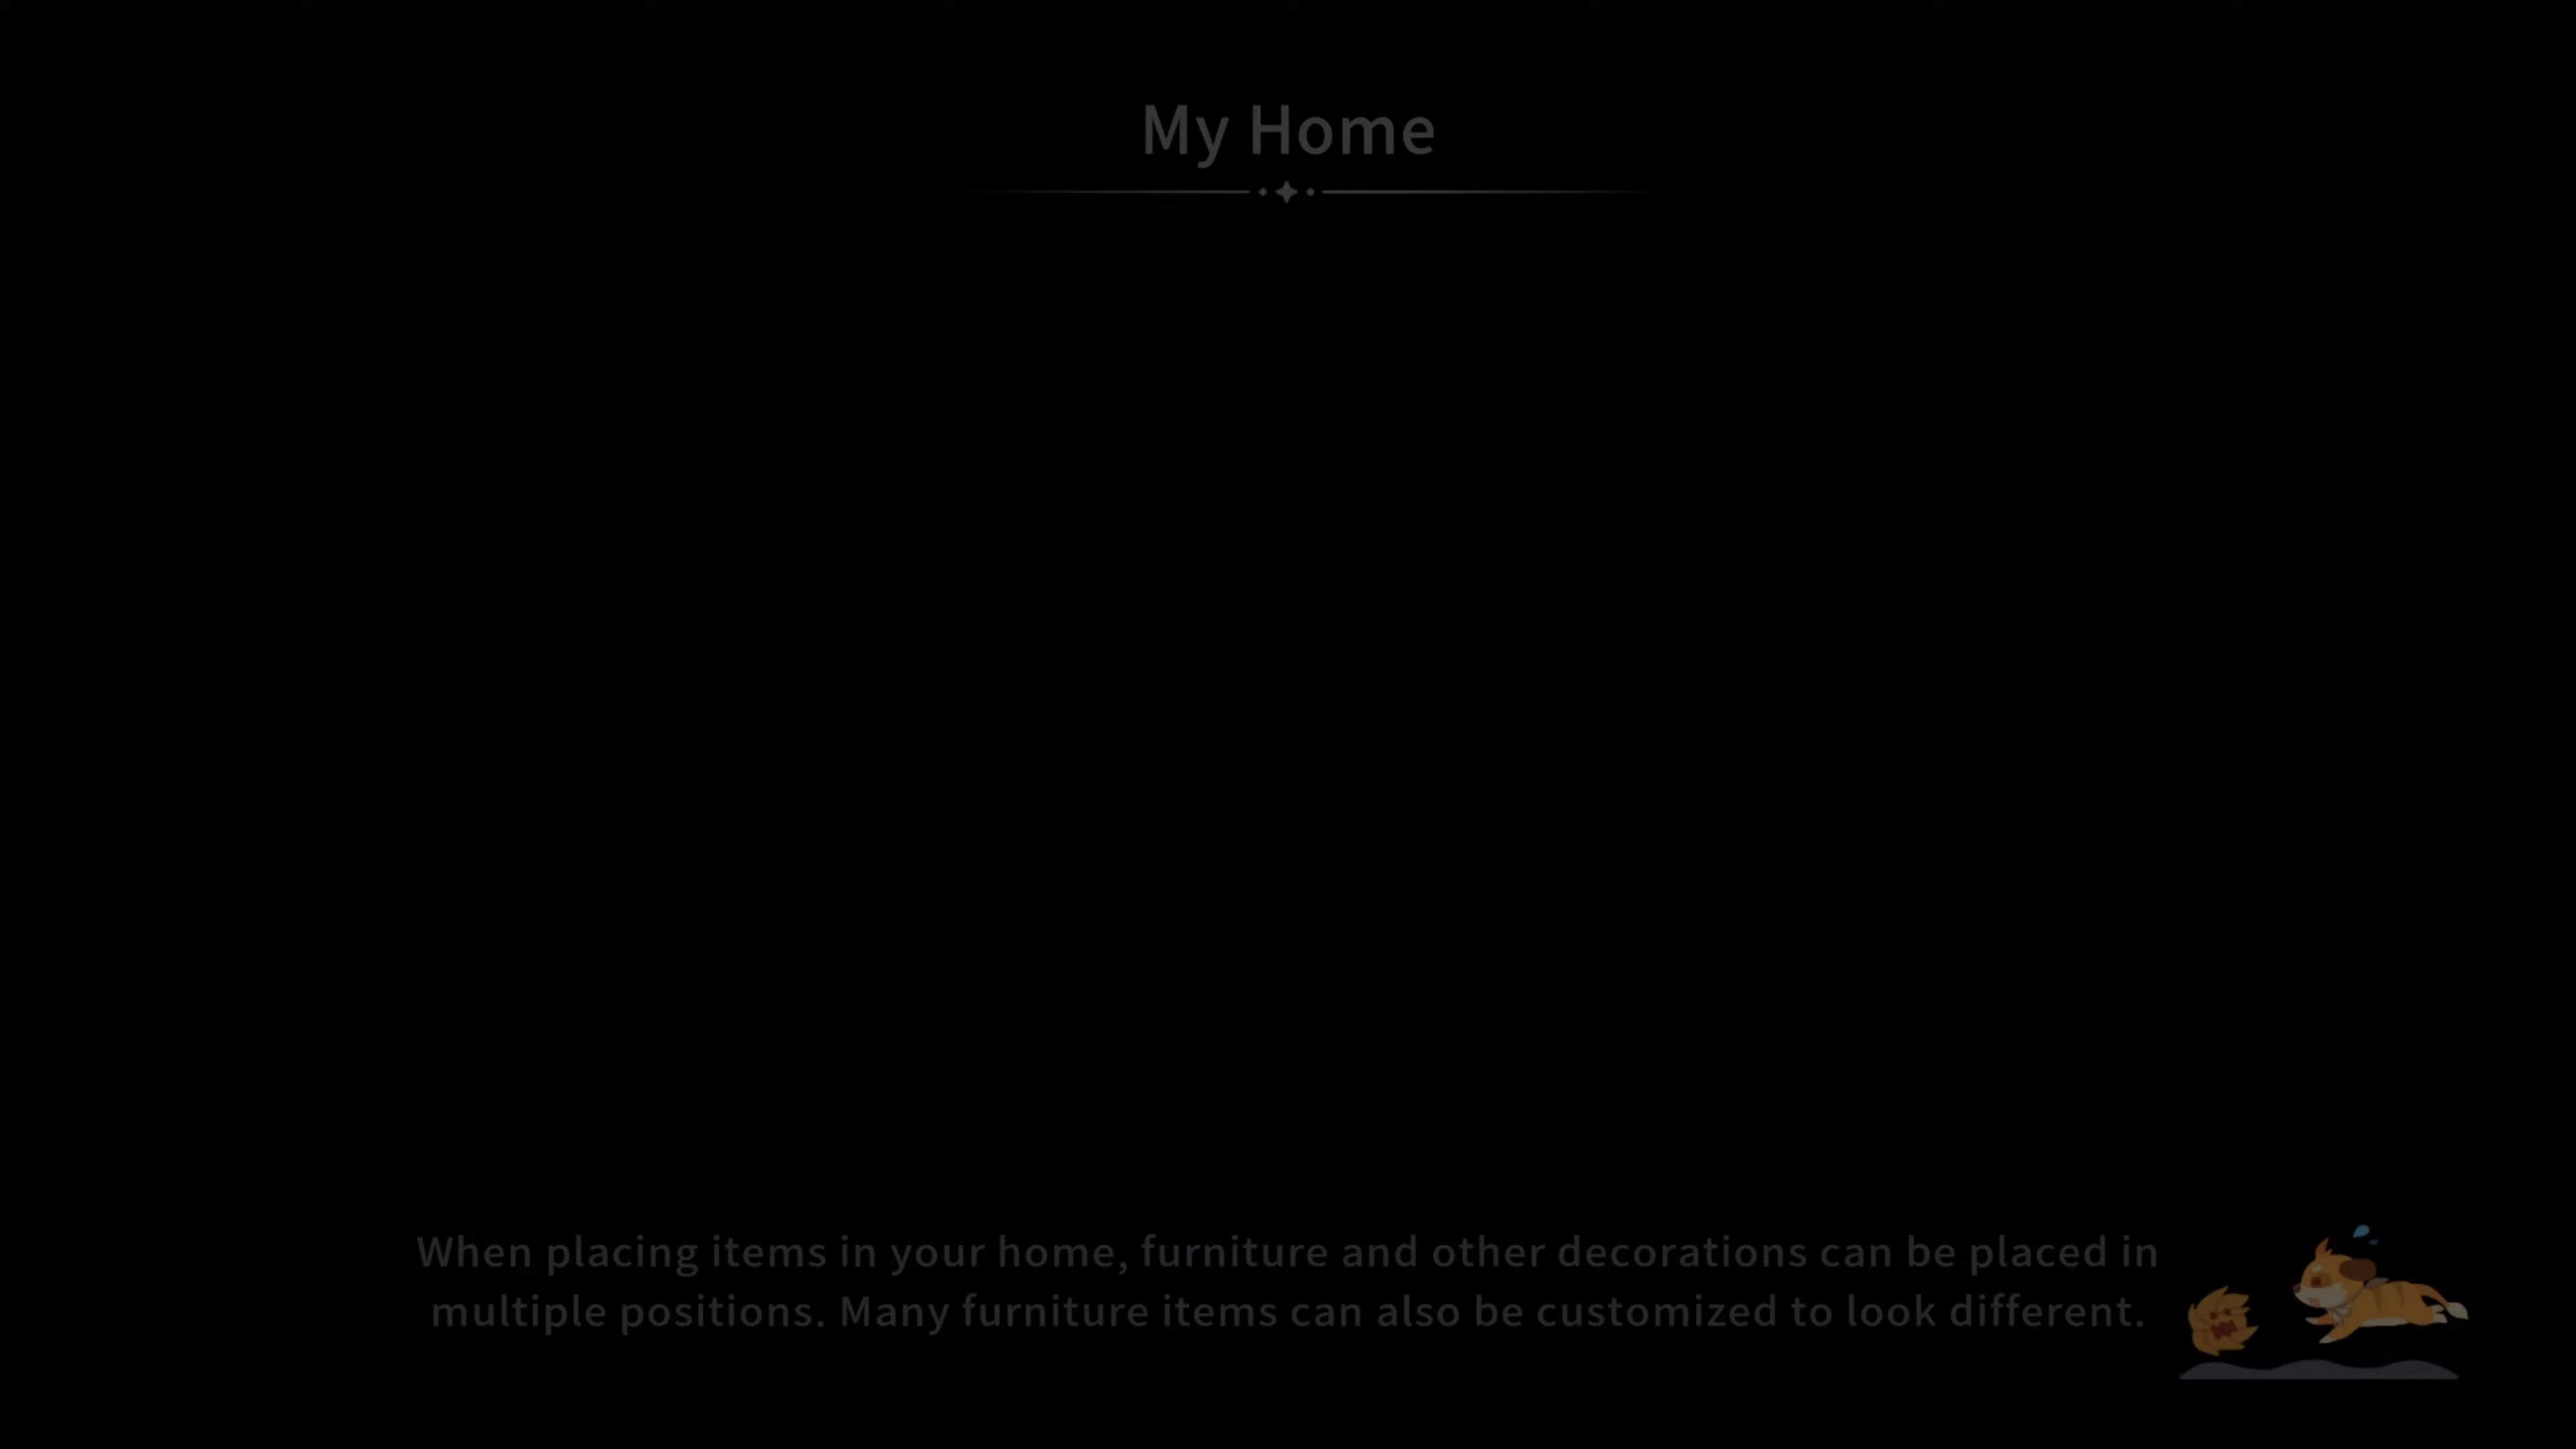 My Home
When placing items in your home, furniture and other decorations can be placed in
multiple positions. Many furniture items can also be customized to look different.